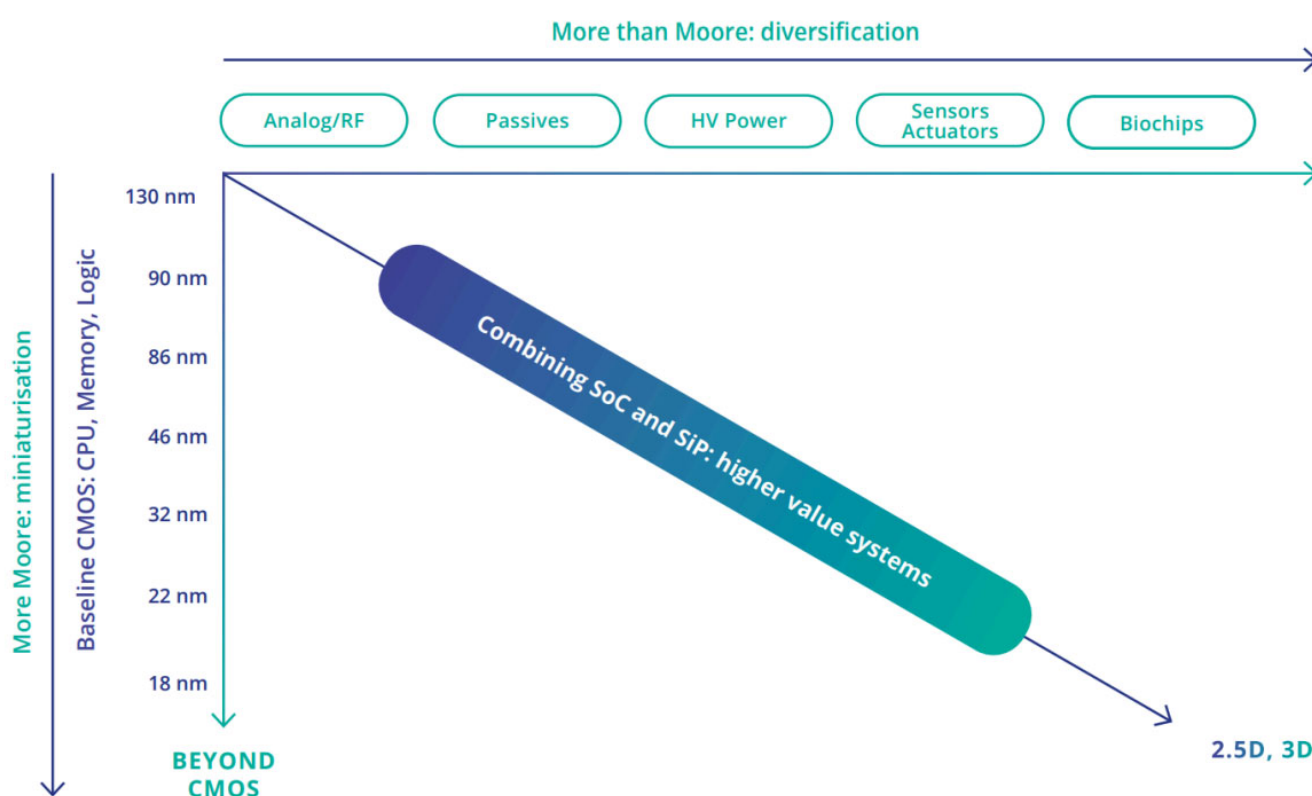 More than Moore: diversification
Analog/RF
Passives
HV Power
Sensors
Actuators
Biochips
More Moore: miniaturisation
Baseline CMOS: CPU, Memory, Logic
130 nm
90 nm
86 nm
46 nm
32 nm
22 nm
18 nm
Combining SoC and SiP: higher value systems
BEYOND
CMOS
2.5D, 3D